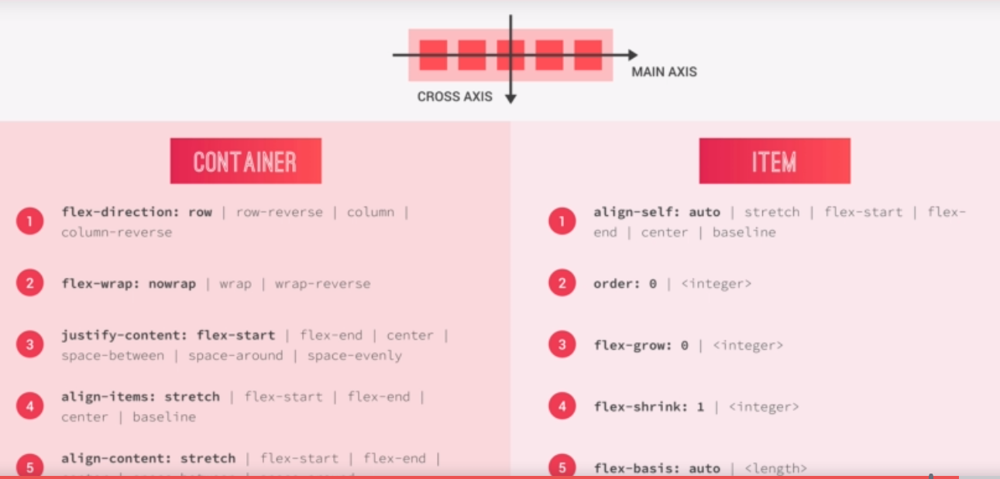 MAIN AXIS
CROSS AXIS
CONTAINER
1
flex-direction: row | row-reverse | column |
column-reverse
2
flex-wrap: nowrap | wrap | wrap-reverse
3
justify-content: flex-start | flex-end | center |
space-between | space-around | space-evenly
4
align-items: stretch | flex-start | flex-end |
center | baseline
5
align-content: stretch | flex-start | flex-end |
ITEM
1
align-self: auto | stretch | flex-start | flex-
end | center | baseline
2
order: 0 | <integer>
3
flex-grow: 0 | <integer>
4
flex-shrink: 1 | <integer>
5
flex-basis: auto | <length>